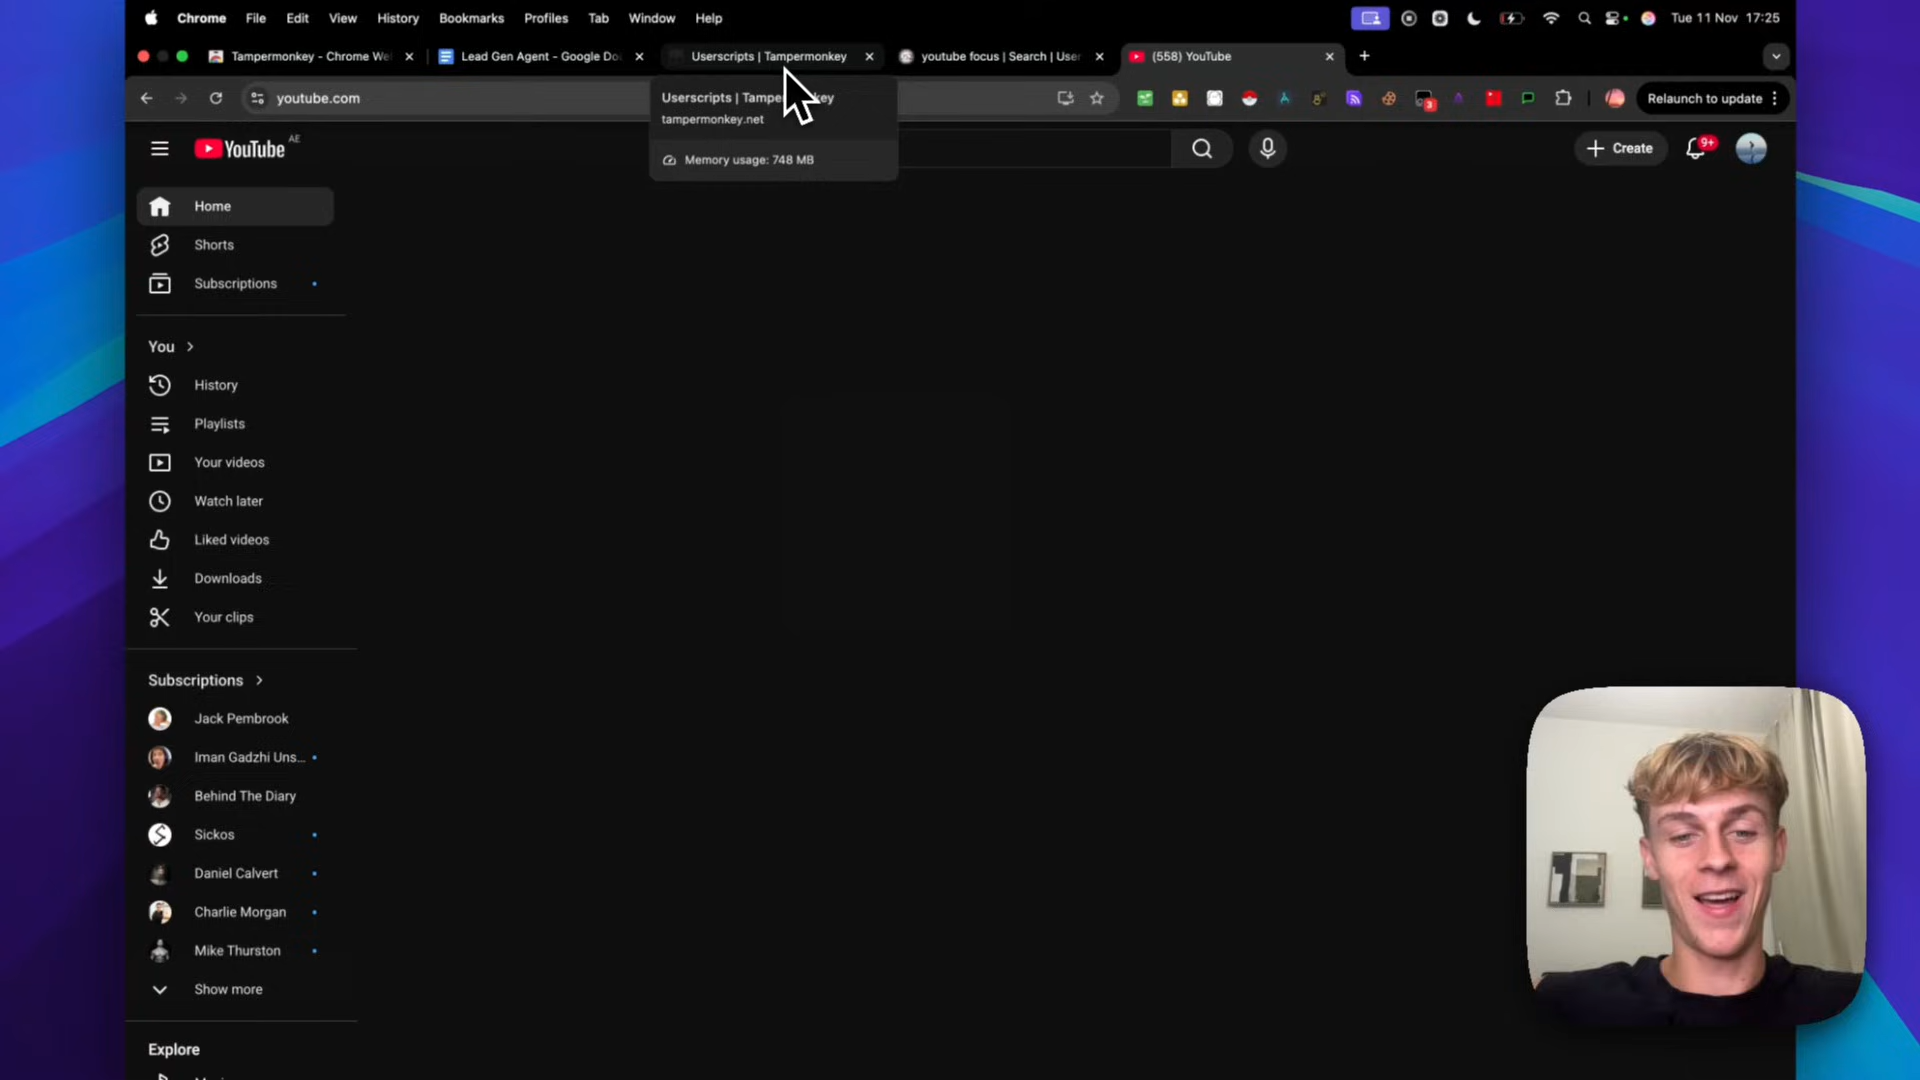 Chrome File Edit View History Bookmarks Profiles Tab Window Help Tue 11 Nov 17:25
Tampermonkey - Chrome We Lead Gen Agent - Google Do Userscripts | Tampermonkey youtube focus | Search | User (558) YouTube
youtube.com 3 Relaunch to update
Userscripts | Tampe key
tampermonkey.net
Memory usage: 748 MB
YouTube AE Create 9+
Home
Shorts
Subscriptions
You
History
Playlists
Your videos
Watch later
Liked videos
Downloads
Your clips
Subscriptions
Jack Pembrook
Iman Gadzhi Uns...
Behind The Diary
Sickos
Daniel Calvert
Charlie Morgan
Mike Thurston
Show more
Explore